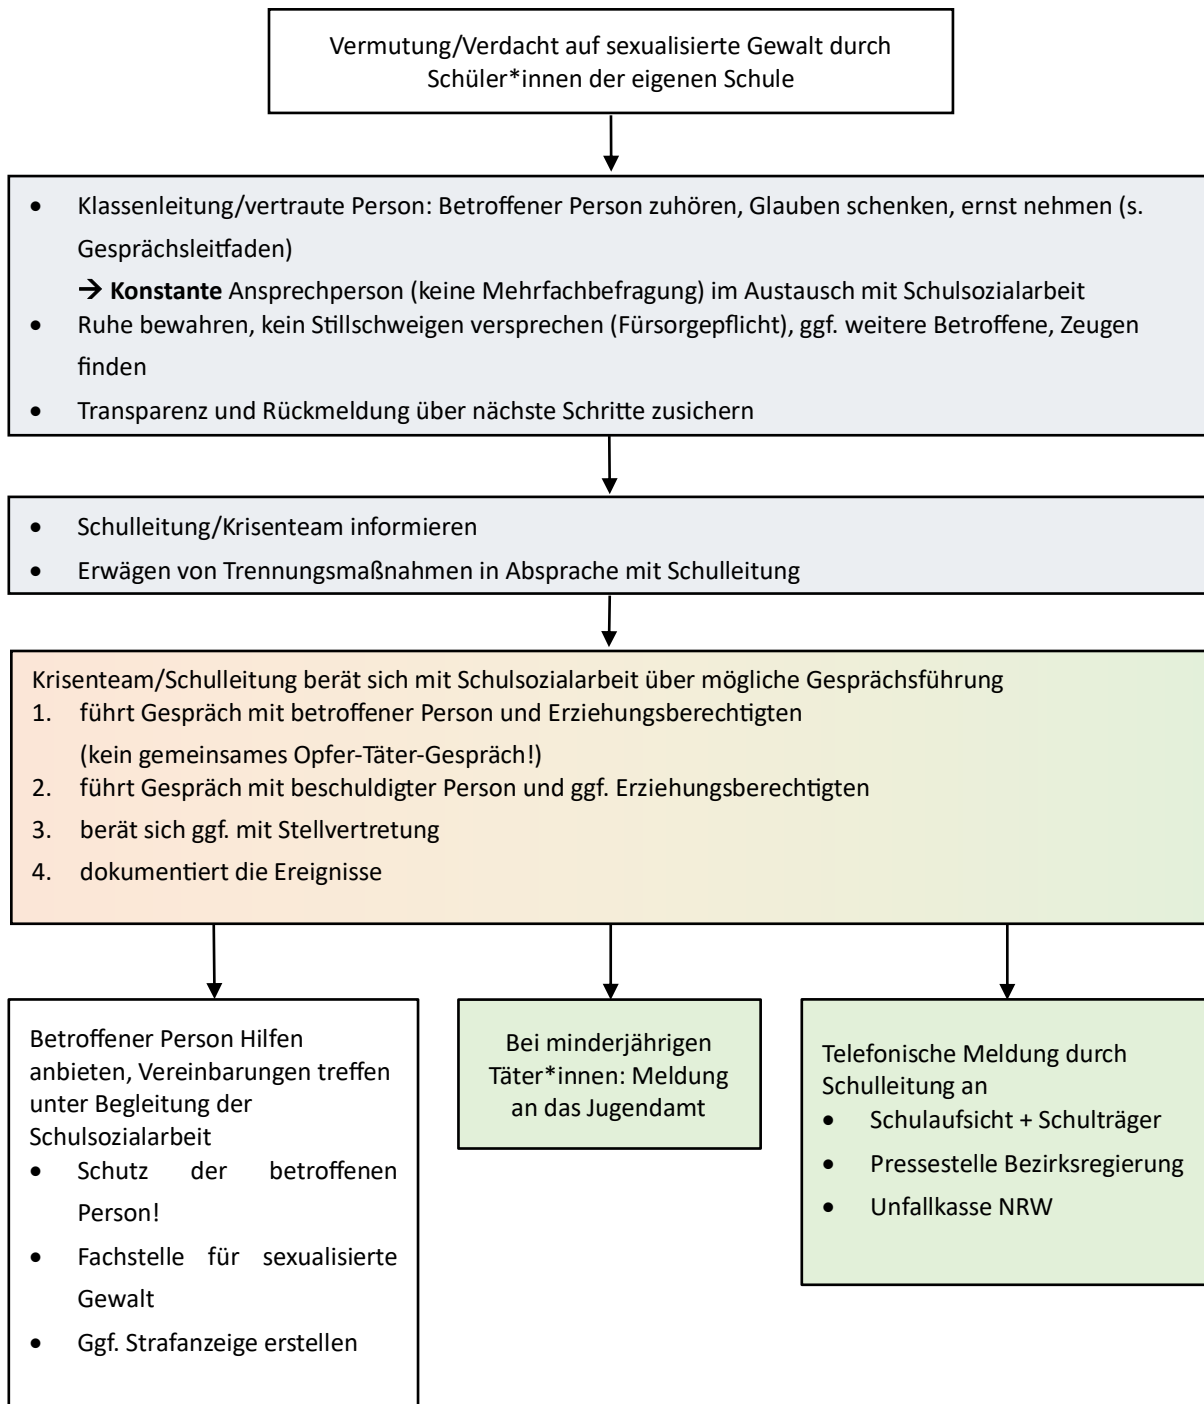 Vermutung/Verdacht auf sexualisierte Gewalt durch
Schüler*innen der eigenen Schule
• Klassenleitung/vertraute Person: Betroffener Person zuhören, Glauben schenken, ernst nehmen (s.
Gesprächsleitfaden)
→ Konstante Ansprechperson (keine Mehrfachbefragung) im Austausch mit Schulsozialarbeit
• Ruhe bewahren, kein Stillschweigen versprechen (Fürsorgepflicht), ggf. weitere Betroffene, Zeugen
finden
• Transparenz und Rückmeldung über nächste Schritte zusichern
• Schulleitung/Krisenteam informieren
• Erwägen von Trennungsmaßnahmen in Absprache mit Schulleitung
Krisenteam/Schulleitung berät sich mit Schulsozialarbeit über mögliche Gesprächsführung
1. führt Gespräch mit betroffener Person und Erziehungsberechtigten
(kein gemeinsames Opfer-Täter-Gespräch!)
2. führt Gespräch mit beschuldigter Person und ggf. Erziehungsberechtigten
3. berät sich ggf. mit Stellvertretung
4. dokumentiert die Ereignisse
Betroffener Person Hilfen
anbieten, Vereinbarungen treffen
unter Begleitung der
Schulsozialarbeit
• Schutz der betroffenen
Person!
• Fachstelle für sexualisierte
Gewalt
• Ggf. Strafanzeige erstellen
Bei minderjährigen
Täter*innen: Meldung
an das Jugendamt
Telefonische Meldung durch
Schulleitung an
• Schulaufsicht + Schulträger
• Pressestelle Bezirksregierung
• Unfallkasse NRW